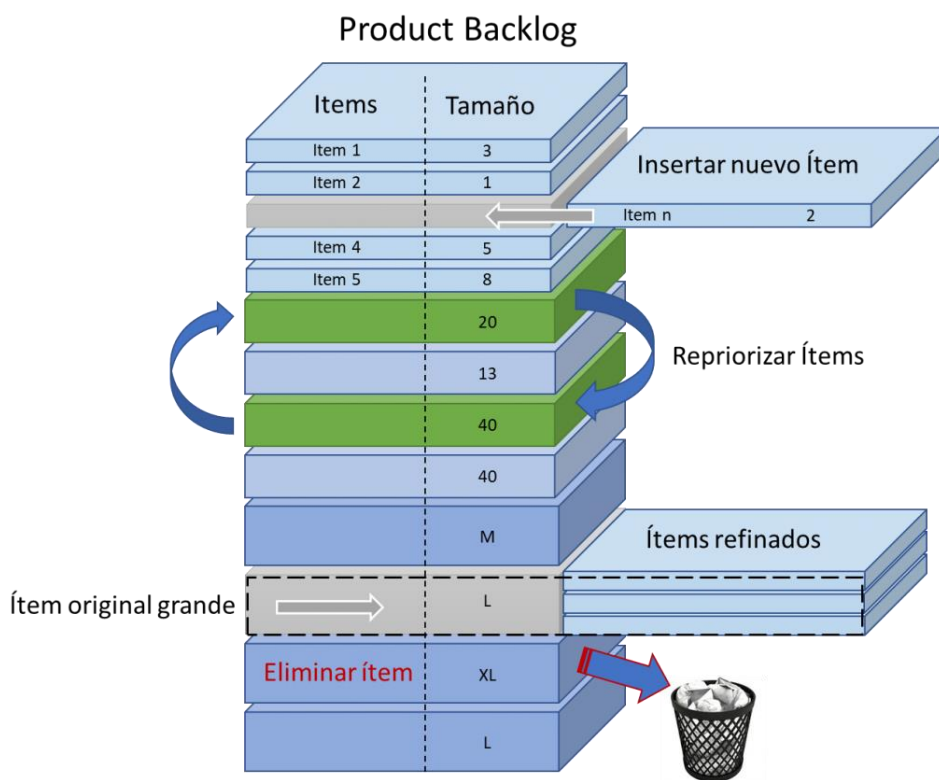 Product Backlog
Items Tamaño
Item 1 3
Item 2 1
Insertar nuevo Ítem
Item n 2
Item 4 5
Item 5 8
20
Repriorizar Ítems
13
40
40
M
Ítems refinados
Ítem original grande
L
Eliminar ítem XL
L